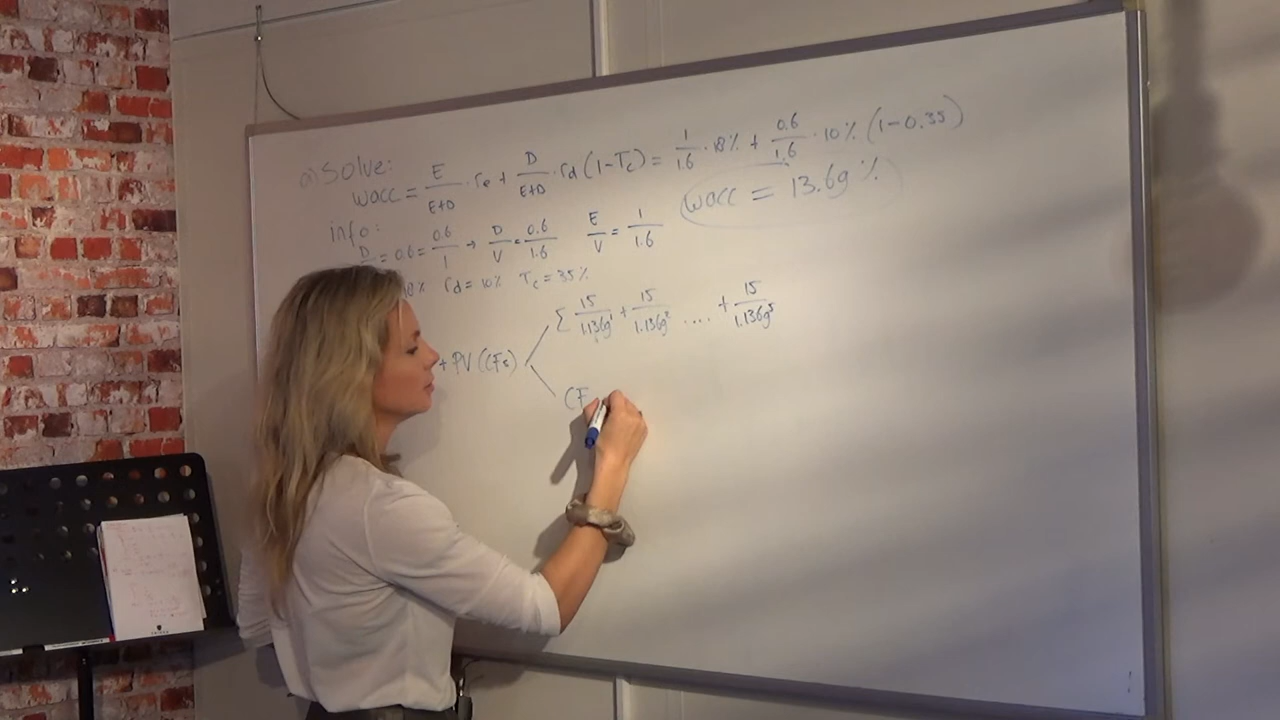 solve:
wacc = E/E+D · re + D/E+D · rd (1-Tc) = 1/1.6 · 18% + 0.6/1.6 · 10% (1-0.35)
wacc = 13.69 %
info:
D/ = 0.6 = 0.6/1 → D/V = 0.6/1.6 E/V = 1/1.6
% rd = 10% Tc = 35%
Σ 15/1.1369¹ + 15/1.1369² .... + 15/1.1369⁵
+ PV (CFs)
CF